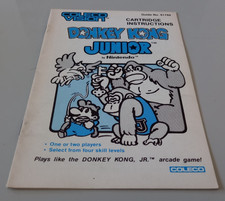 COLECO
VISION
CARTRIDGE
INSTRUCTIONS
DONKEY KONG
JUNIOR™
by Nintendo®
• One or two players
• Select from four skill levels
Plays like the DONKEY KONG, JR.™ arcade game!
COLECO